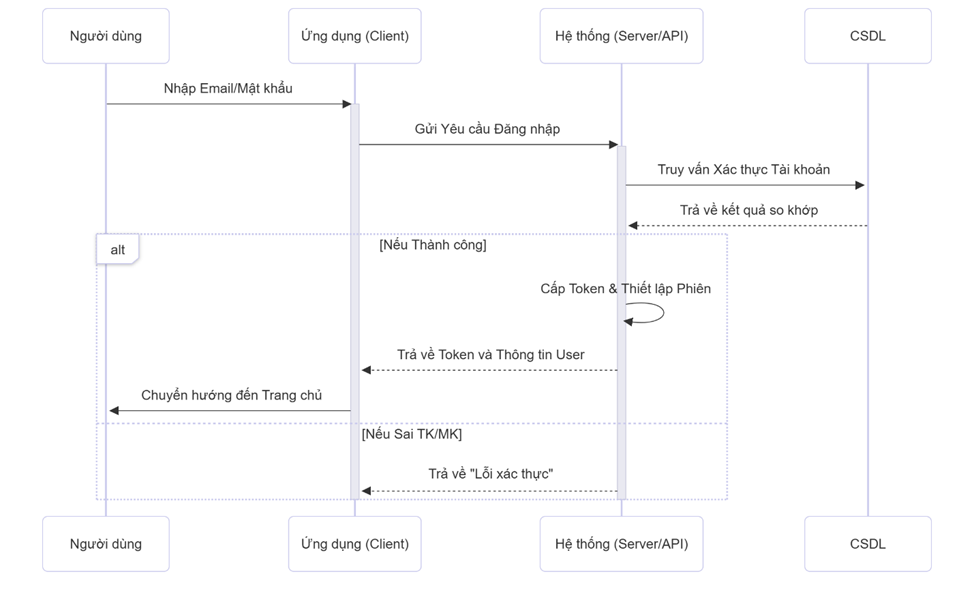 Người dùng
Ứng dụng (Client)
Hệ thống (Server/API)
CSDL
Nhập Email/Mật khẩu
Gửi Yêu cầu Đăng nhập
Truy vấn Xác thực Tài khoản
Trả về kết quả so khớp
alt
[Nếu Thành công]
Cấp Token & Thiết lập Phiên
Trả về Token và Thông tin User
Chuyển hướng đến Trang chủ
[Nếu Sai TK/MK]
Trả về "Lỗi xác thực"
Người dùng
Ứng dụng (Client)
Hệ thống (Server/API)
CSDL